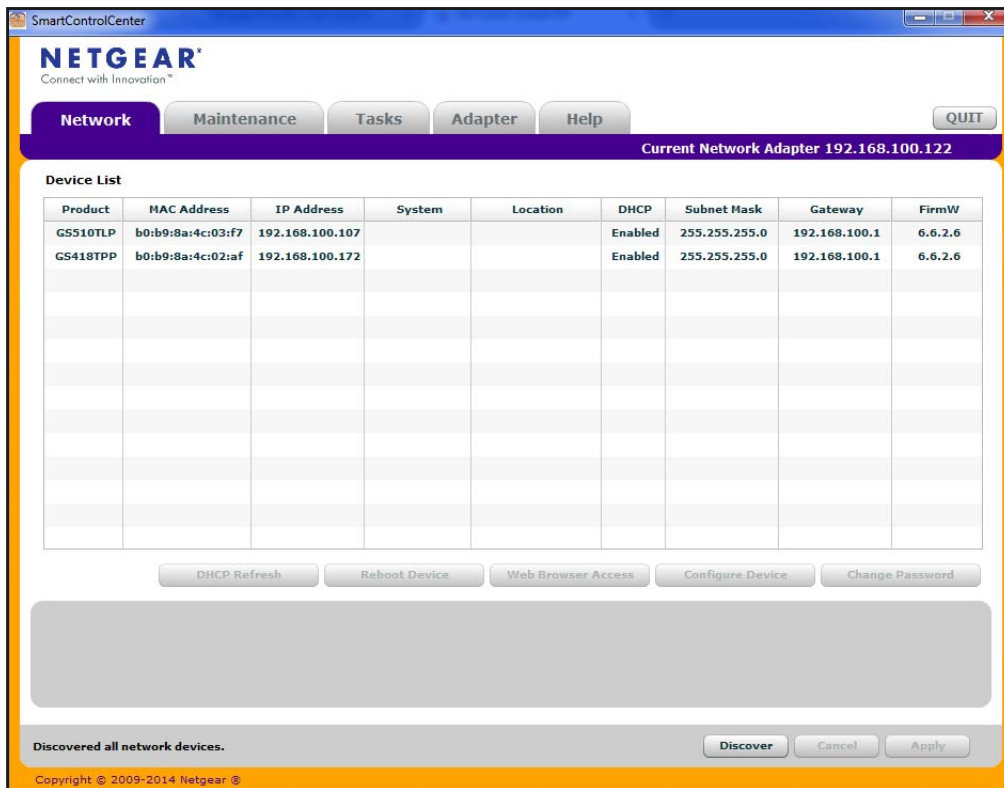 SmartControlCenter
NETGEAR®
Connect with Innovation™
Network Maintenance Tasks Adapter Help QUIT
Current Network Adapter 192.168.100.122
Device List
Product MAC Address IP Address System Location DHCP Subnet Mask Gateway FirmW
GS510TLP b0:b9:8a:4c:03:f7 192.168.100.107 Enabled 255.255.255.0 192.168.100.1 6.6.2.6
GS418TPP b0:b9:8a:4c:02:af 192.168.100.172 Enabled 255.255.255.0 192.168.100.1 6.6.2.6
DHCP Refresh Reboot Device Web Browser Access Configure Device Change Password
Discovered all network devices. Discover Cancel Apply
Copyright © 2009-2014 Netgear ®